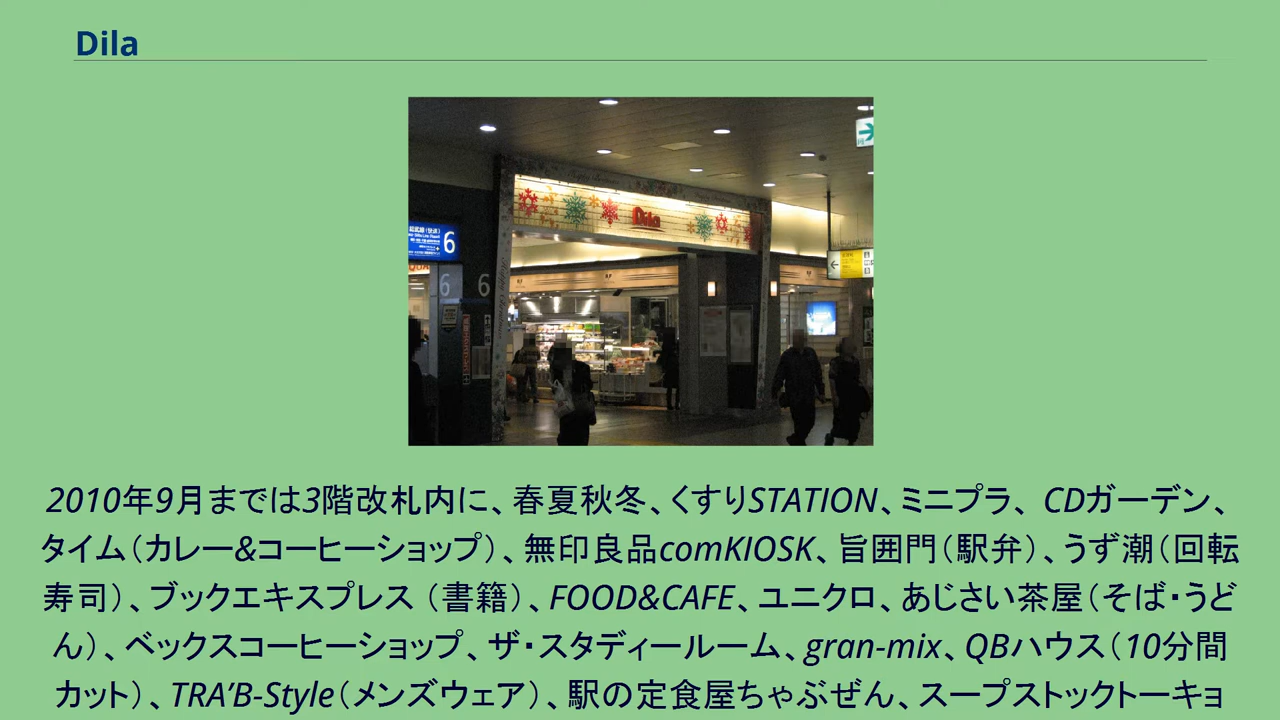 Dila
Dila
6
6
6
2010年9月までは3階改札内に、春夏秋冬、くすりSTATION、ミニプラ、 CDガーデン、
タイム（カレー&コーヒーショップ）、無印良品comKIOSK、旨囲門（駅弁）、うず潮（回転
寿司）、ブックエキスプレス （書籍）、FOOD&CAFE、ユニクロ、あじさい茶屋（そば・うど
ん）、ベックスコーヒーショップ、ザ・スタディールーム、gran-mix、QBハウス（10分間
カット）、TRA’B-Style（メンズウェア）、駅の定食屋ちゃぶぜん、スープストックトーキョ